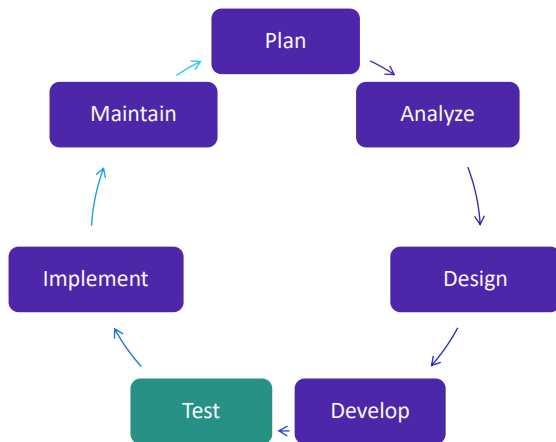 Plan
Analyze
Design
Develop
Test
Implement
Maintain